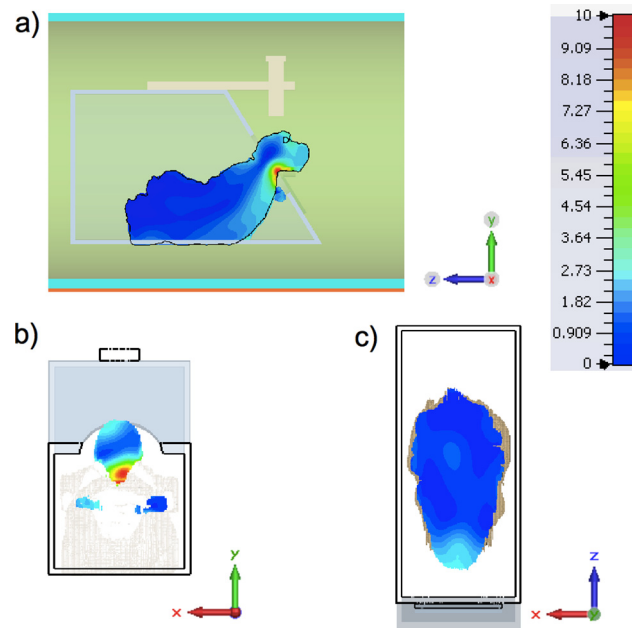 a)
10
9.09
8.18
7.27
6.36
5.45
4.54
3.64
2.73
1.82
0.909
0
y
z
x
b)
c)
y
x
z
x
y